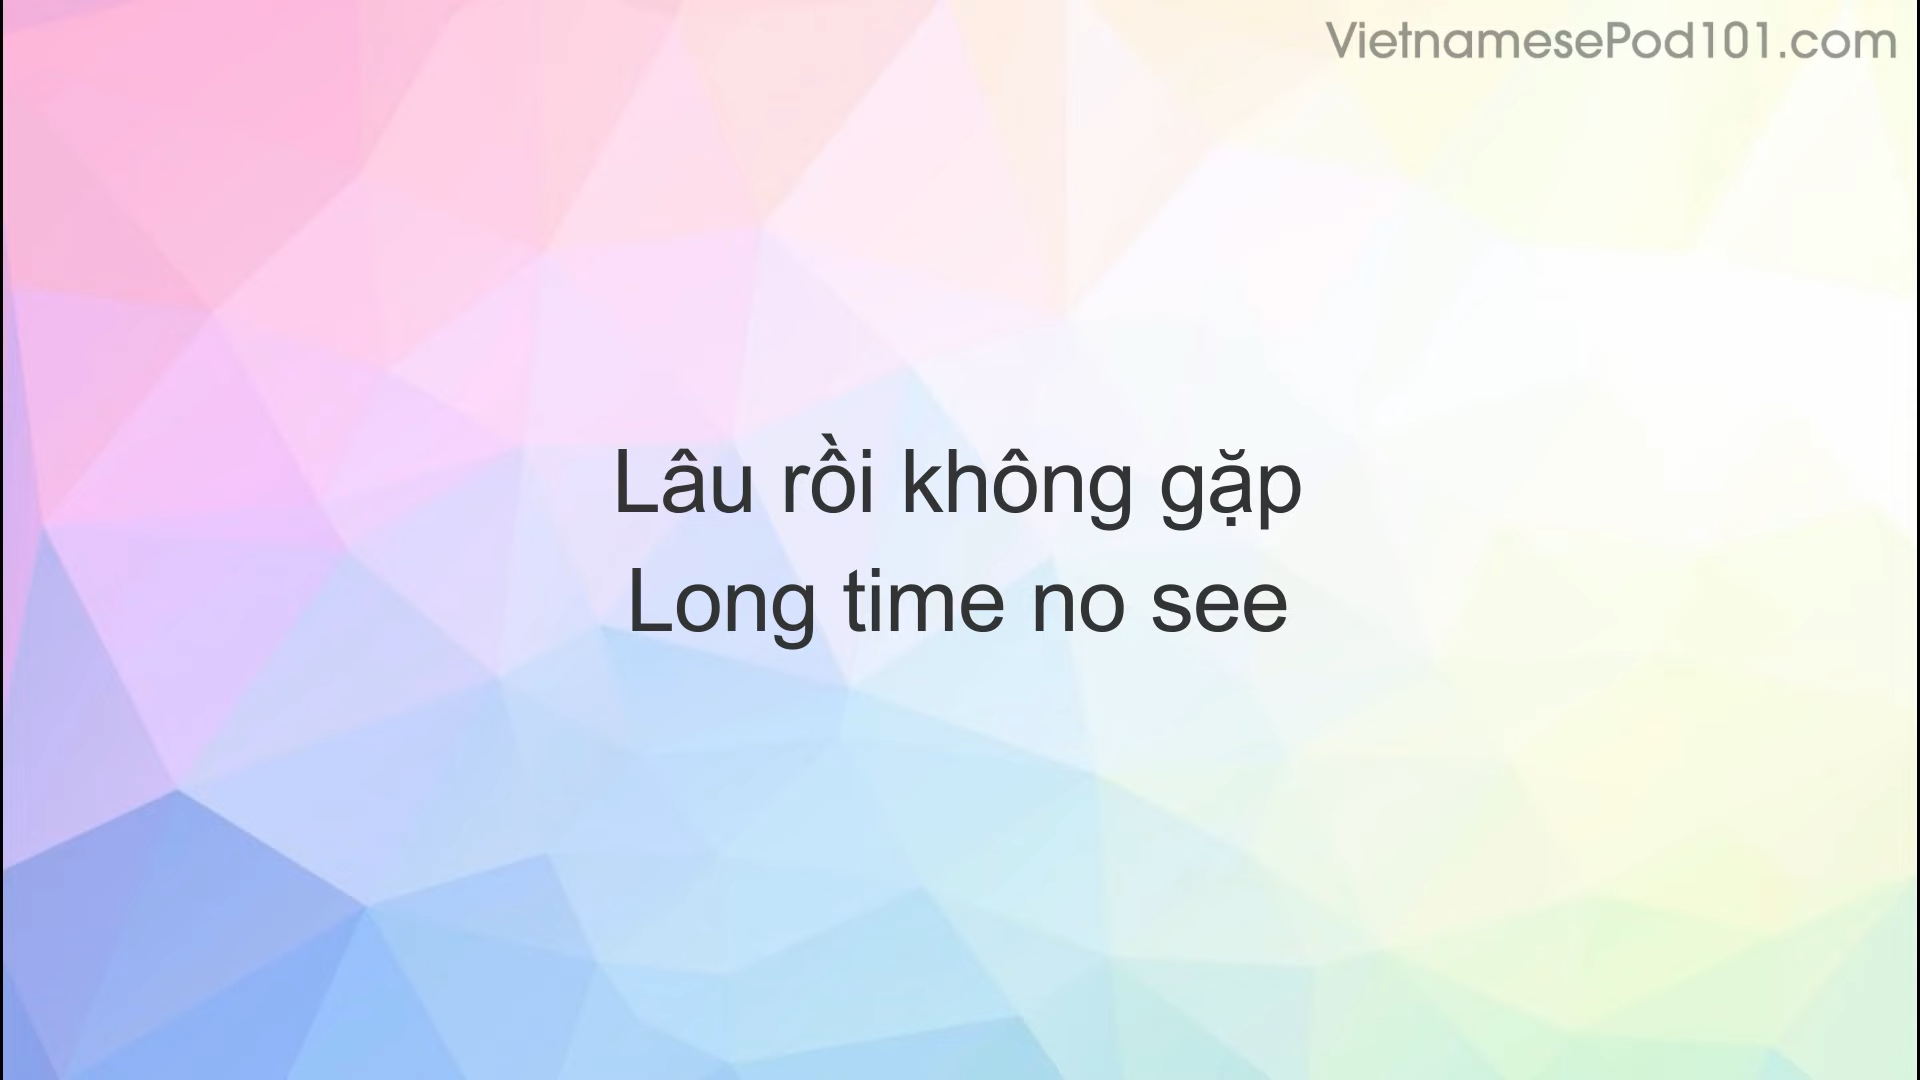 VietnamesePod101.com
Lâu rồi không gặp
Long time no see